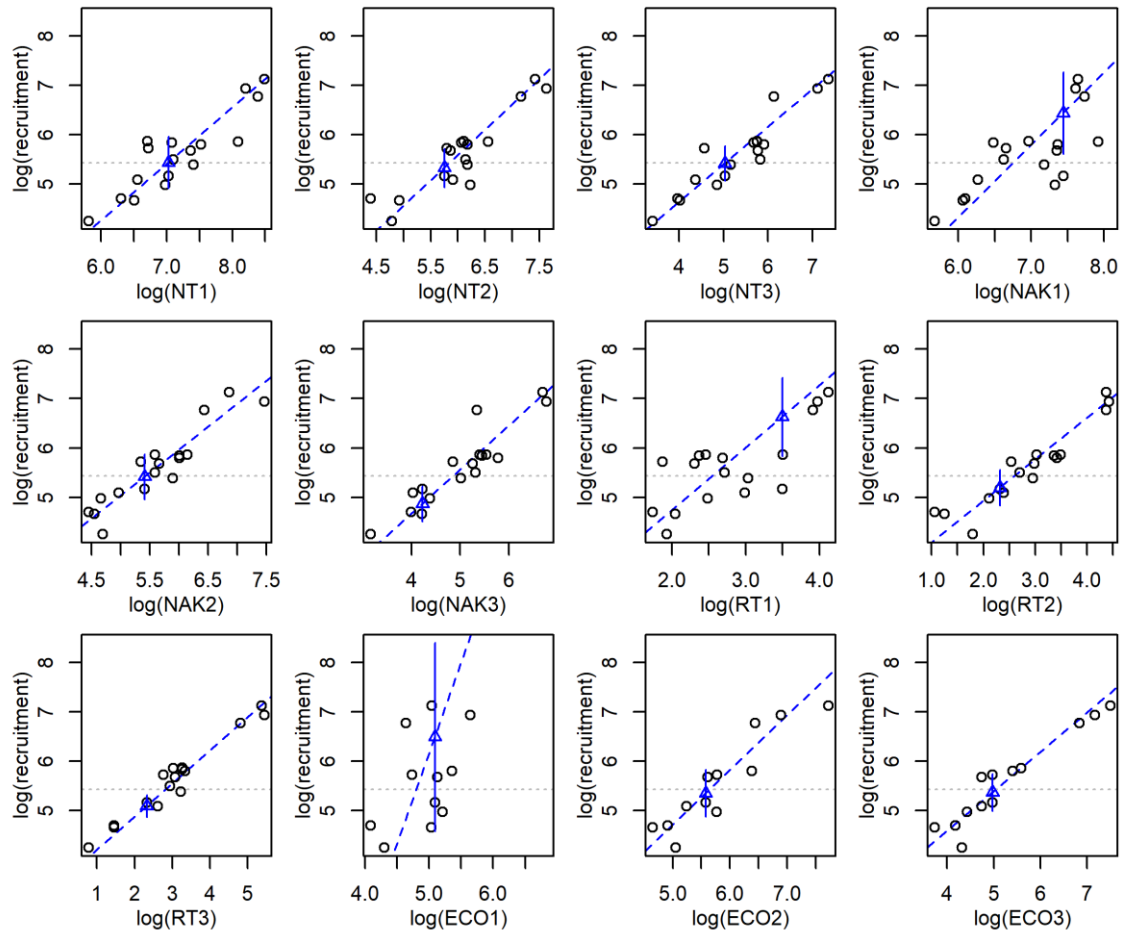 log(recruitment)
5 6 7 8
6.0 7.0 8.0
log(NT1)
log(recruitment)
5 6 7 8
4.5 5.5 6.5 7.5
log(NT2)
log(recruitment)
5 6 7 8
4 5 6 7
log(NT3)
log(recruitment)
5 6 7 8
6.0 7.0 8.0
log(NAK1)
log(recruitment)
5 6 7 8
4.5 5.5 6.5 7.5
log(NAK2)
log(recruitment)
5 6 7 8
4 5 6
log(NAK3)
log(recruitment)
5 6 7 8
2.0 3.0 4.0
log(RT1)
log(recruitment)
5 6 7 8
1.0 2.0 3.0 4.0
log(RT2)
log(recruitment)
5 6 7 8
1 2 3 4 5
log(RT3)
log(recruitment)
5 6 7 8
4.0 5.0 6.0
log(ECO1)
log(recruitment)
5 6 7 8
5.0 6.0 7.0
log(ECO2)
log(recruitment)
5 6 7 8
4 5 6 7
log(ECO3)